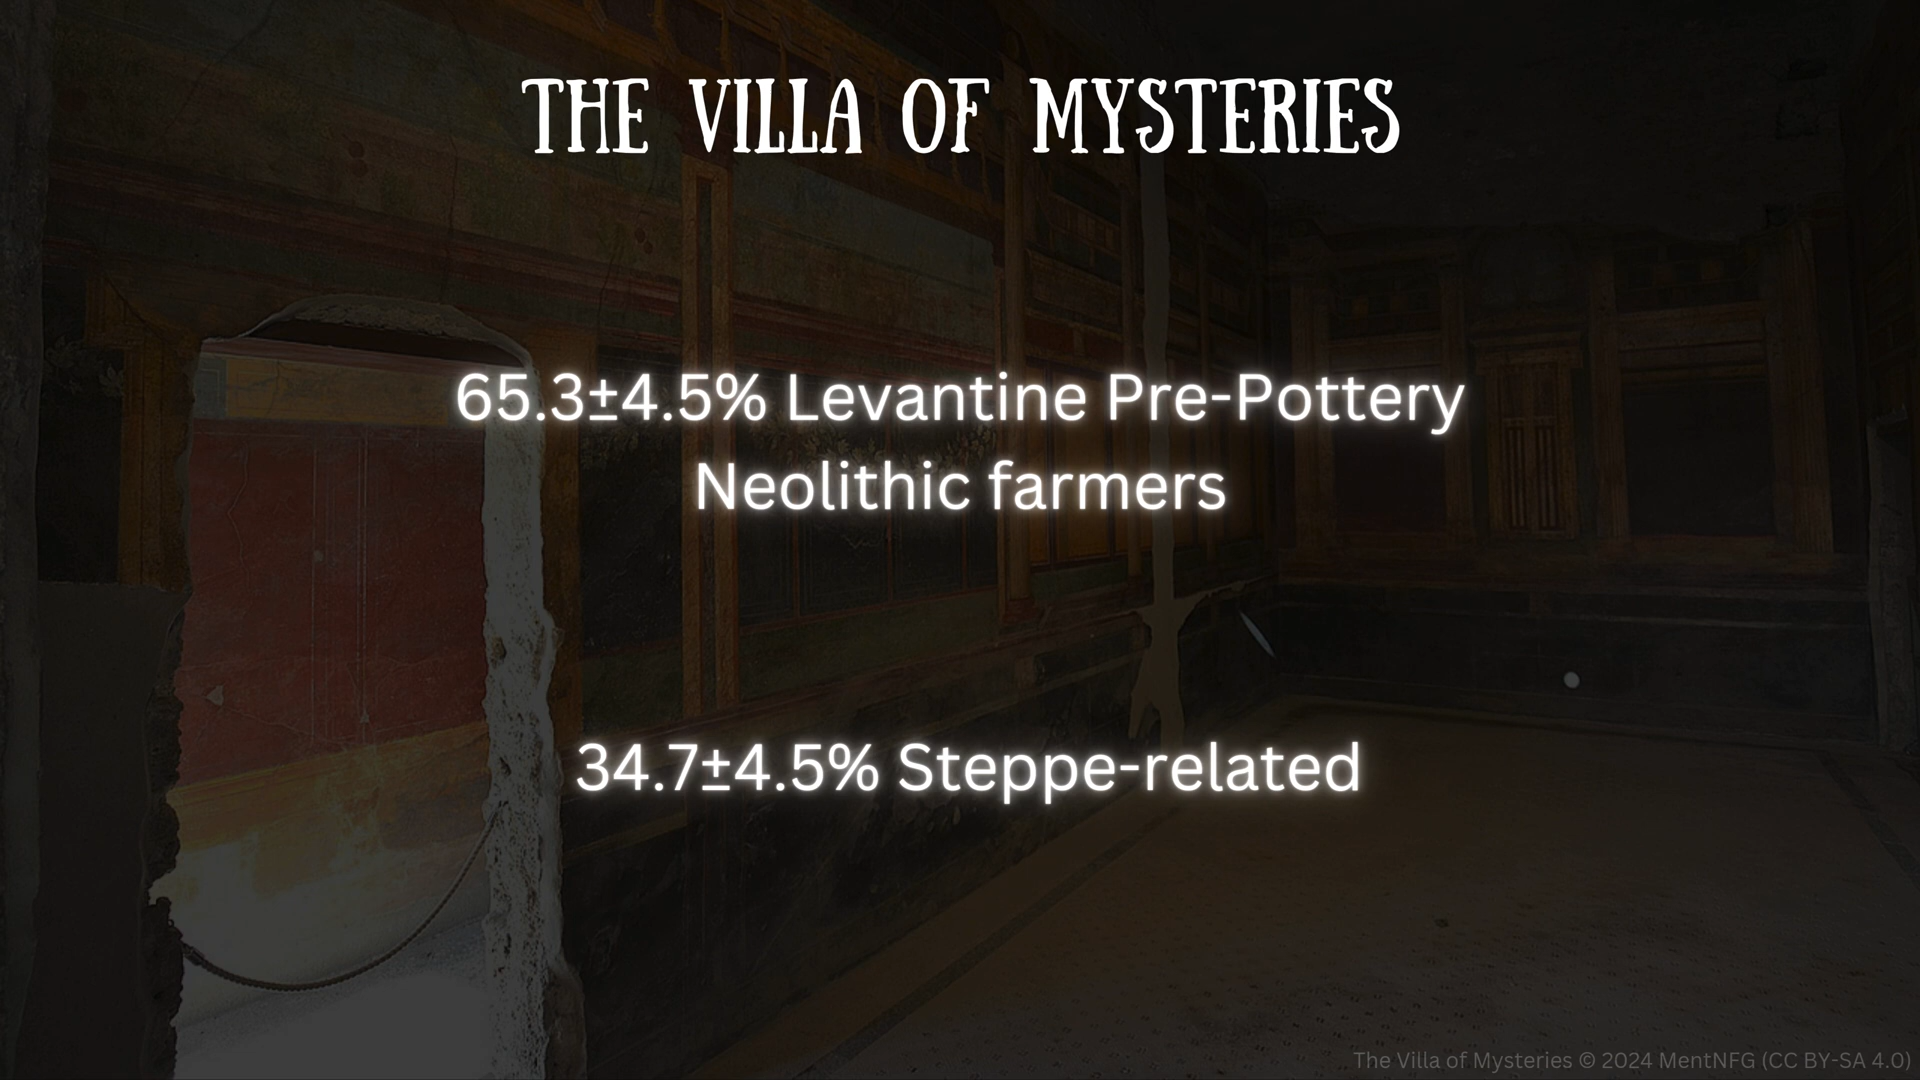 THE VILLA OF MYSTERIES
65.3±4.5% Levantine Pre-Pottery
Neolithic farmers
34.7±4.5% Steppe-related
The Villa of Mysteries © 2024 MentNFG (CC BY-SA 4.0)